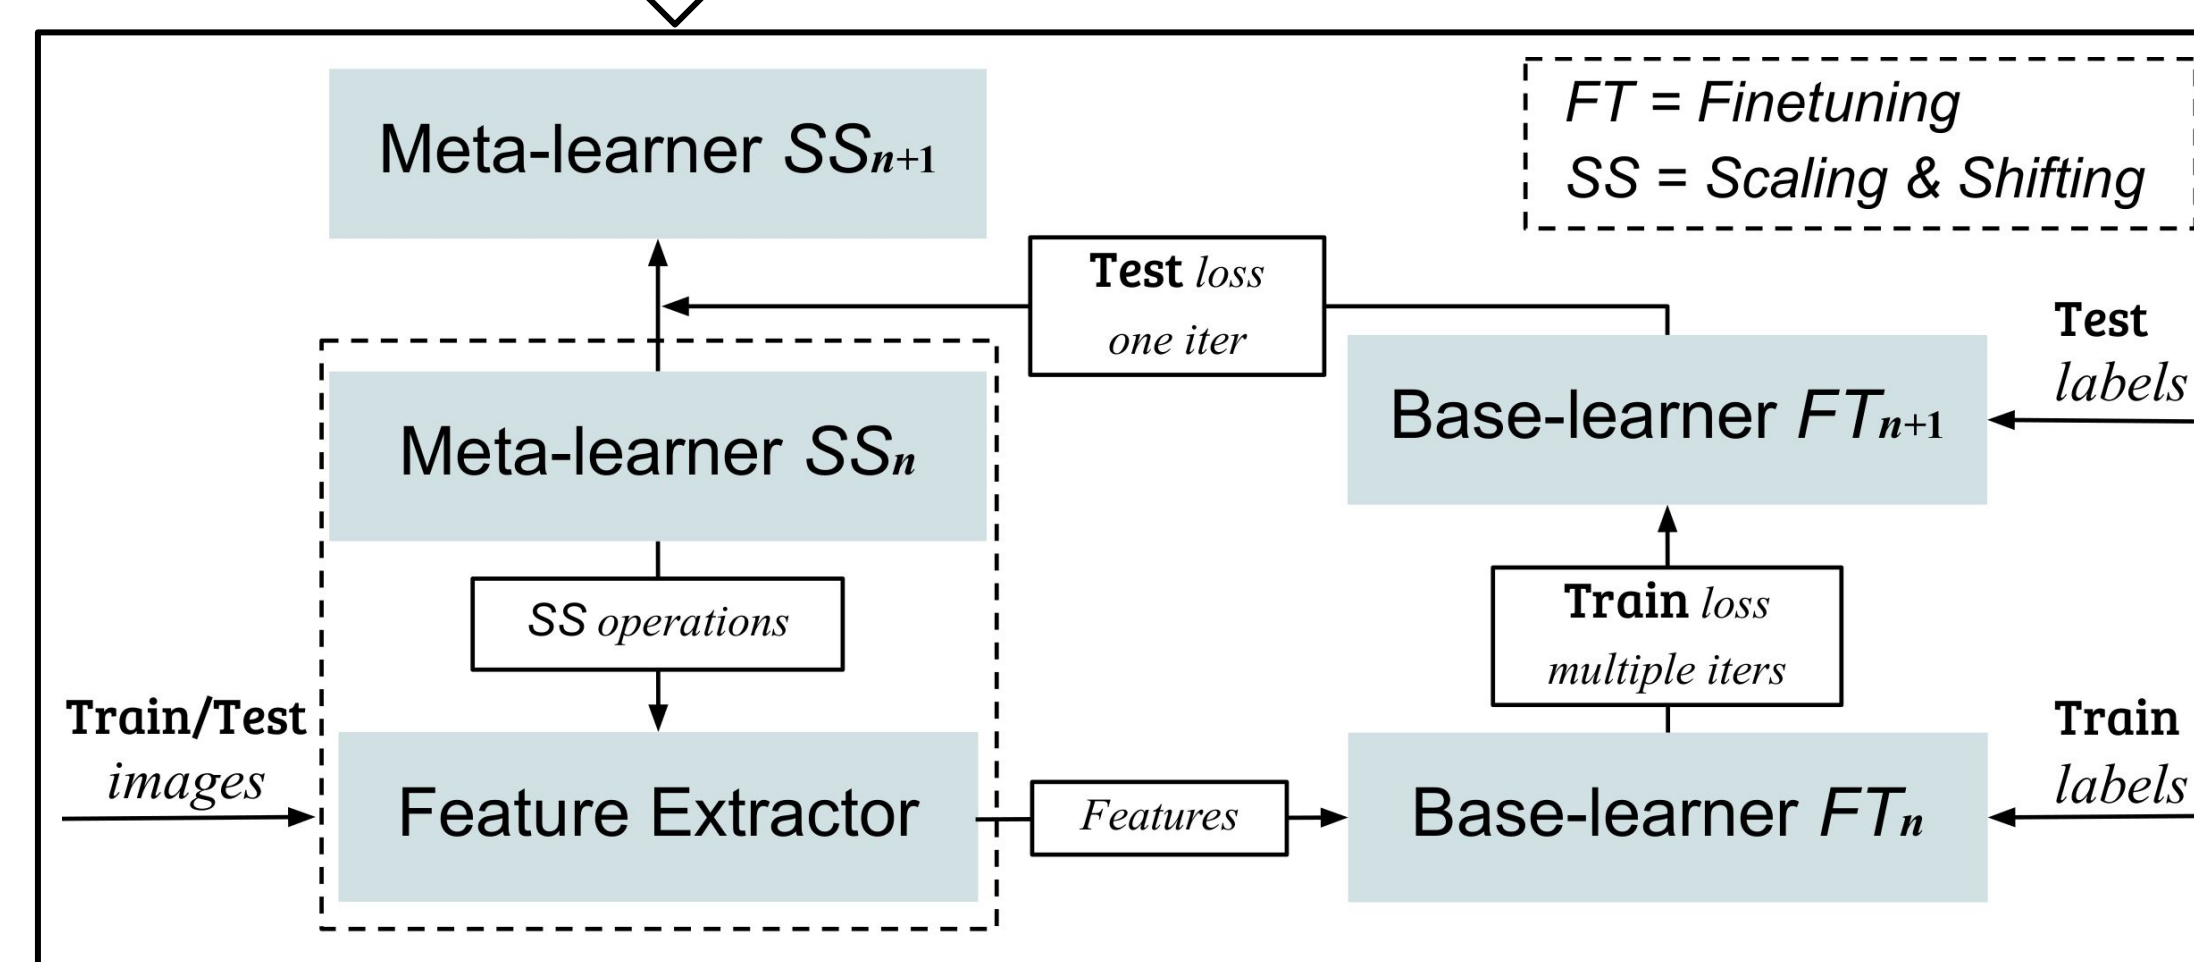 Meta-learner SSn+1
FT = Finetuning
SS = Scaling & Shifting
Test loss
one iter
Test
labels
Meta-learner SSn
Base-learner FTn+1
SS operations
Train loss
multiple iters
Train/Test
images
Feature Extractor
Features
Base-learner FTn
Train
labels